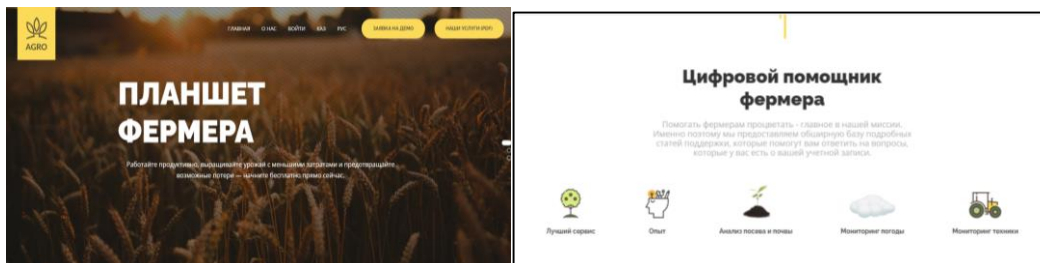 AGRO
ГЛАВНАЯ О НАС ВОЙТИ ҚАЗ РУС ЗАЯВКА НА ДЕМО НАШИ УСЛУГИ (PDF)
ПЛАНШЕТ
ФЕРМЕРА
Работайте продуктивно, выращивайте урожай с меньшими затратами и предотвращайте
возможные потери — начните бесплатно прямо сейчас.
Цифровой помощник
фермера
Помогать фермерам процветать - главное в нашей миссии.
Именно поэтому мы предоставляем обширную базу подробных
статей поддержки, которые помогут вам ответить на вопросы,
которые у вас есть о вашей учетной записи.
Лучший сервис
Опыт
Анализ посева и почвы
Мониторинг погоды
Мониторинг техники